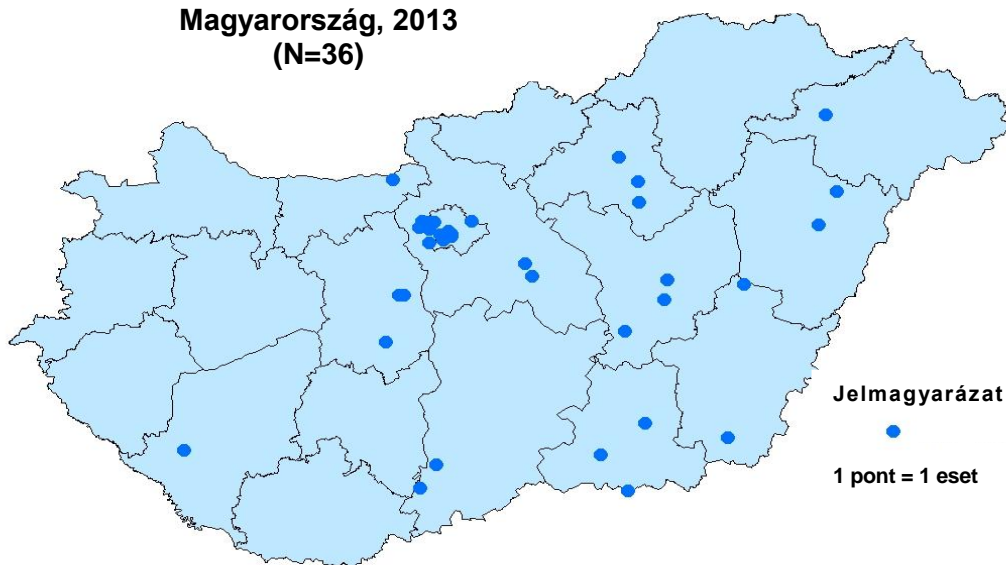 Magyarország, 2013
(N=36)
Jelmagyarázat
1 pont = 1 eset